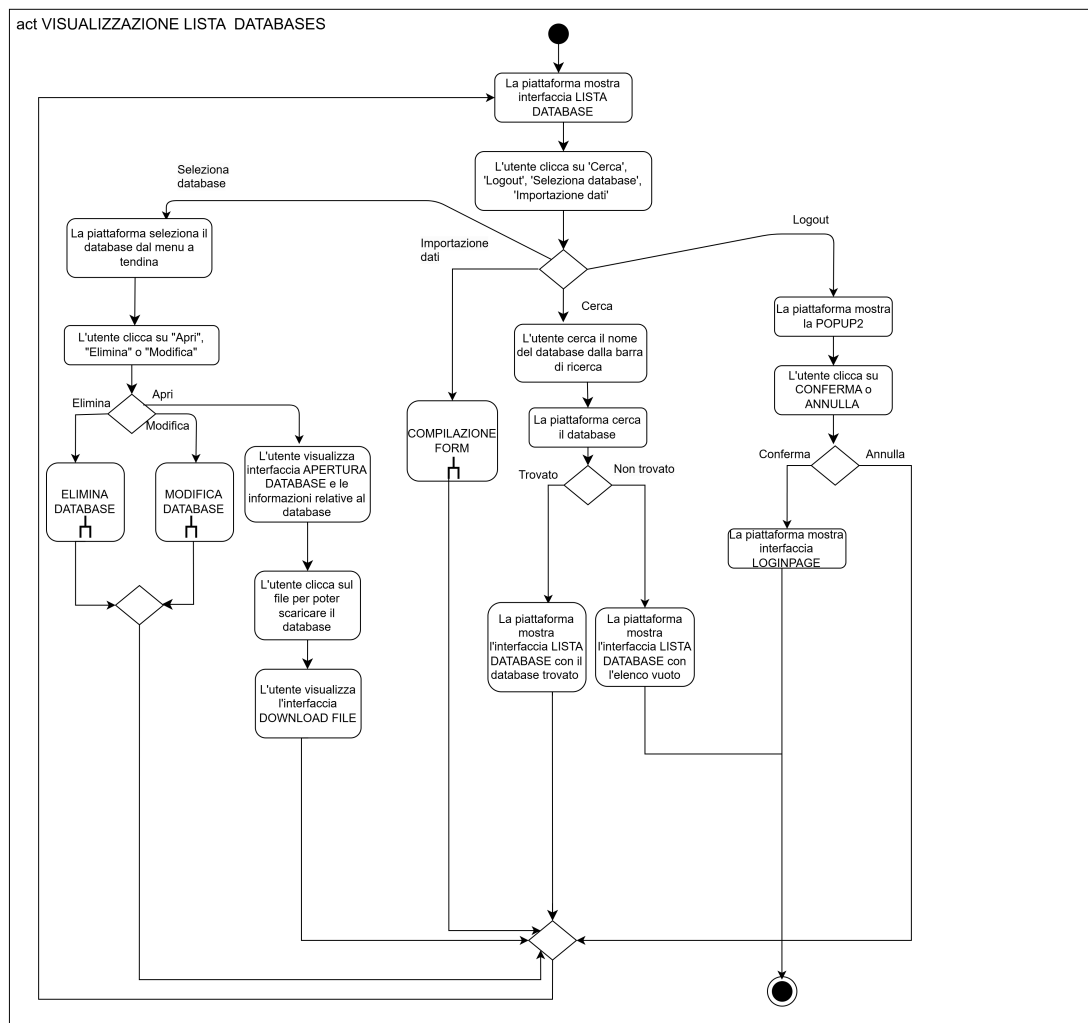 act VISUALIZZAZIONE LISTA  DATABASES
La piattaforma mostra
interfaccia LISTA
DATABASE
L'utente clicca su 'Cerca',
'Logout', 'Seleziona database',
'Importazione dati'
Seleziona
database
Importazione
dati
Logout
Cerca
La piattaforma seleziona il
database dal menu a
tendina
L'utente clicca su "Apri",
"Elimina" o "Modifica"
Elimina
Apri
Modifica
ELIMINA
DATABASE
MODIFICA
DATABASE
L'utente visualizza
interfaccia APERTURA
DATABASE e le
informazioni relative al
database
L'utente clicca sul
file per poter
scaricare il
database
L'utente visualizza
l'interfaccia
DOWNLOAD FILE
COMPILAZIONE
FORM
L'utente cerca il nome
del database dalla barra
di ricerca
La piattaforma cerca
il database
Trovato
Non trovato
La piattaforma
mostra
l'interfaccia LISTA
DATABASE con il
database trovato
La piattaforma
mostra
l'interfaccia LISTA
DATABASE con
l'elenco vuoto
La piattaforma mostra
la POPUP2
L'utente clicca su
CONFERMA o
ANNULLA
Conferma
Annulla
La piattaforma mostra
interfaccia
LOGINPAGE